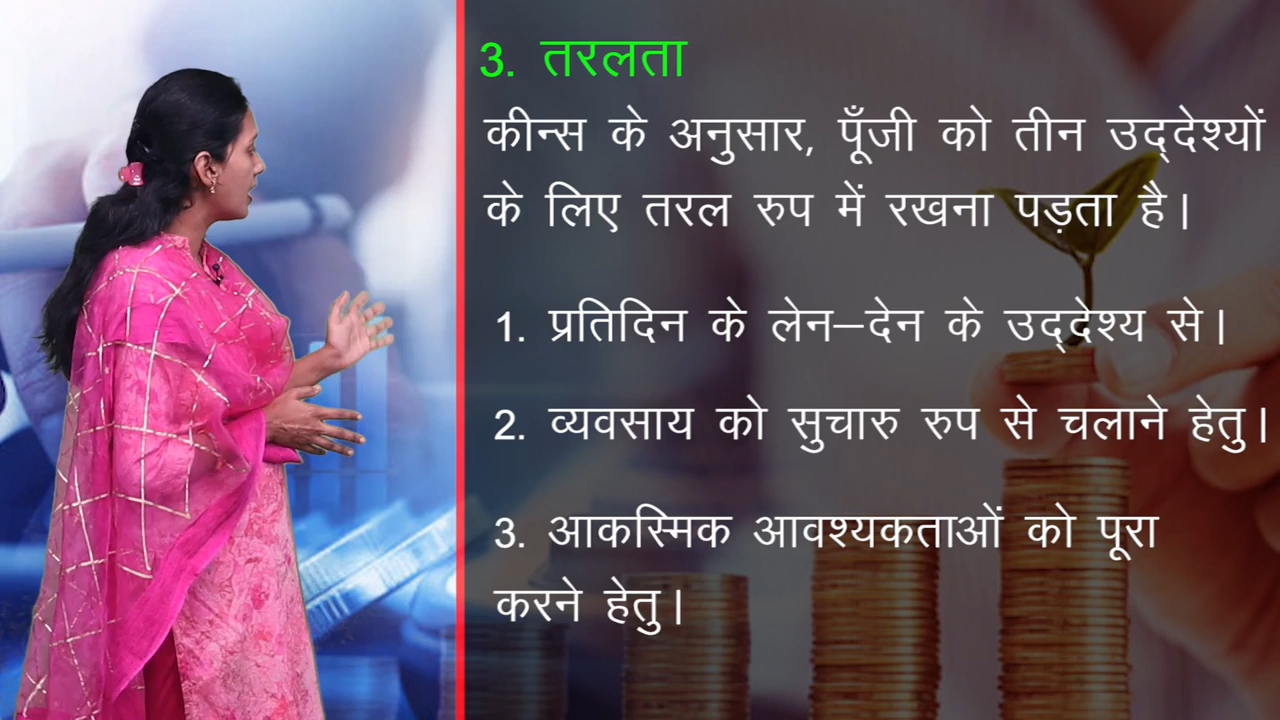 3. तरलता
कीन्स के अनुसार, पूँजी को तीन उद्‌देश्यों
के लिए तरल रुप में रखना पड़ता है।
1. प्रतिदिन के लेन–देन के उद्‌देश्य से।
2. व्यवसाय को सुचारु रुप से चलाने हेतु।
3. आकस्मिक आवश्यकताओं को पूरा
करने हेतु।